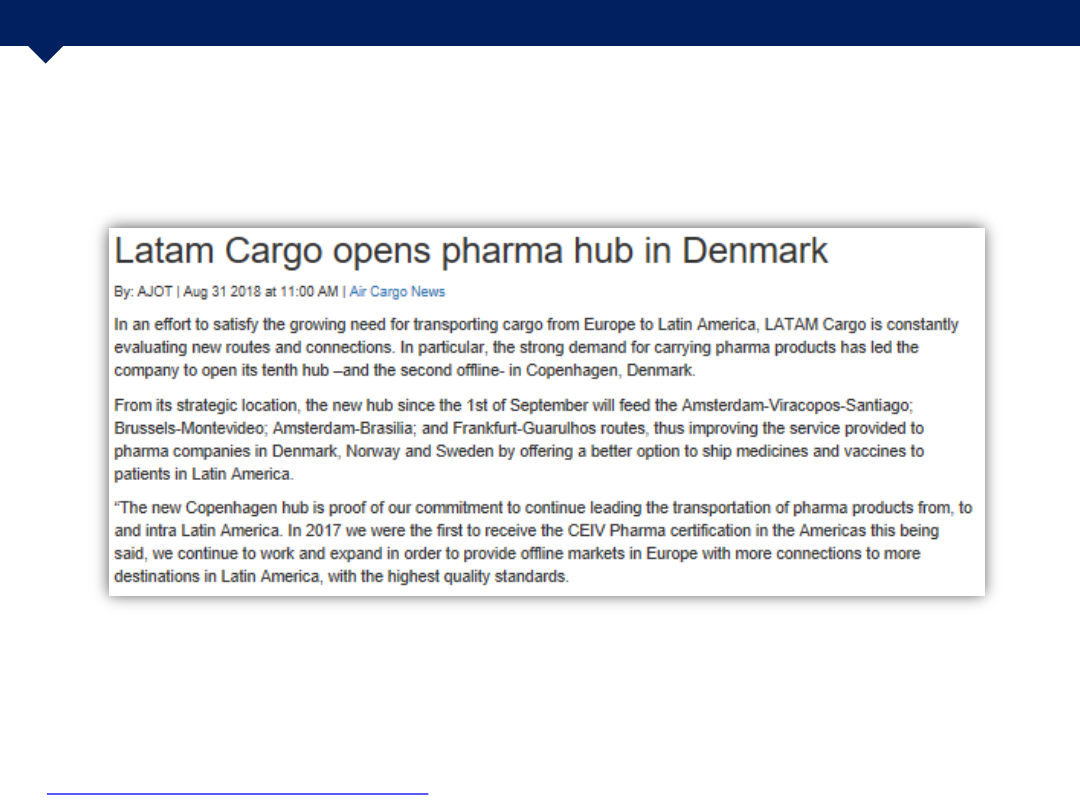 Latam Cargo opens pharma hub in Denmark
By: AJOT | Aug 31 2018 at 11:00 AM | Air Cargo News
In an effort to satisfy the growing need for transporting cargo from Europe to Latin America, LATAM Cargo is constantly
evaluating new routes and connections. In particular, the strong demand for carrying pharma products has led the
company to open its tenth hub –and the second offline- in Copenhagen, Denmark.
From its strategic location, the new hub since the 1st of September will feed the Amsterdam-Viracopos-Santiago;
Brussels-Montevideo; Amsterdam-Brasilia; and Frankfurt-Guarulhos routes, thus improving the service provided to
pharma companies in Denmark, Norway and Sweden by offering a better option to ship medicines and vaccines to
patients in Latin America.
“The new Copenhagen hub is proof of our commitment to continue leading the transportation of pharma products from, to
and intra Latin America. In 2017 we were the first to receive the CEIV Pharma certification in the Americas this being
said, we continue to work and expand in order to provide offline markets in Europe with more connections to more
destinations in Latin America, with the highest quality standards.